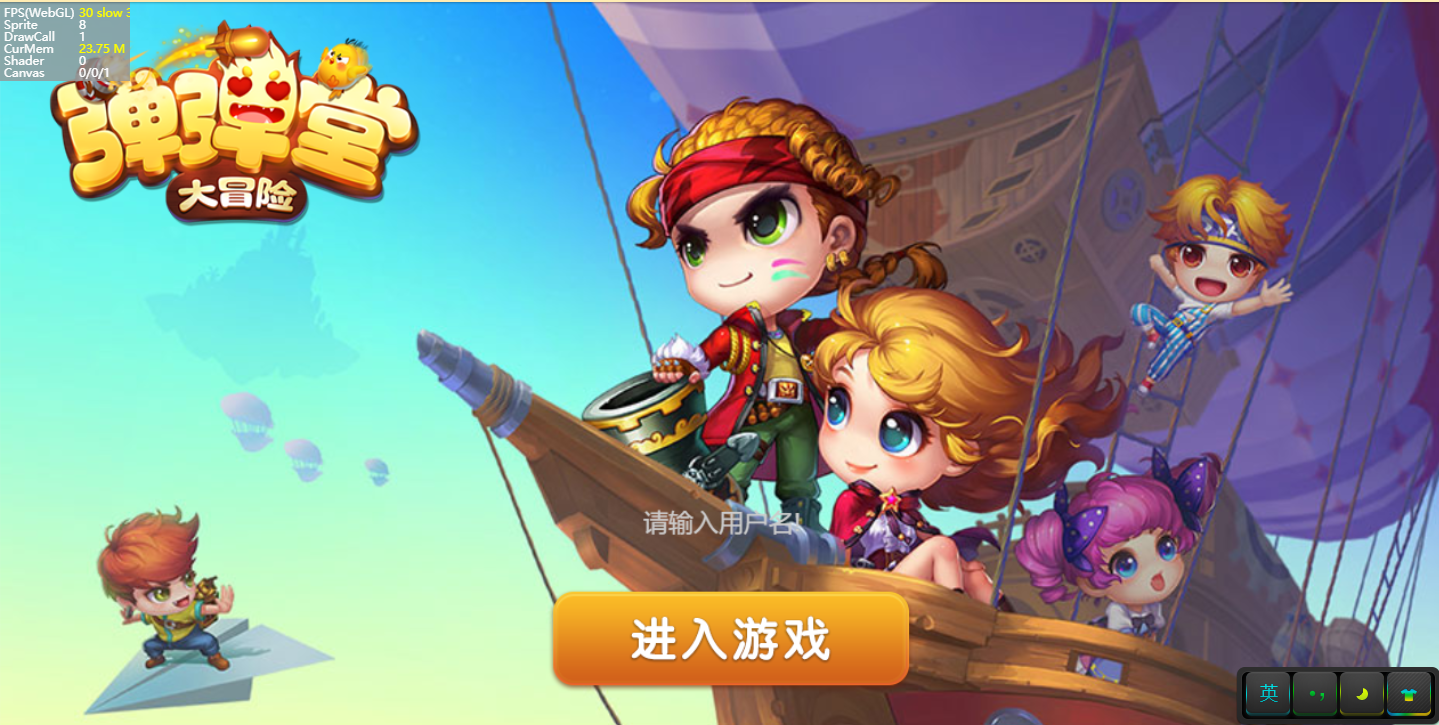 FPS(WebGL) 30 slow 3
Sprite 8
DrawCall 1
CurMem 23.75 M
Shader 0
Canvas 0/0/1
弹弹堂
大冒险
请输入用户名!
进入游戏
英